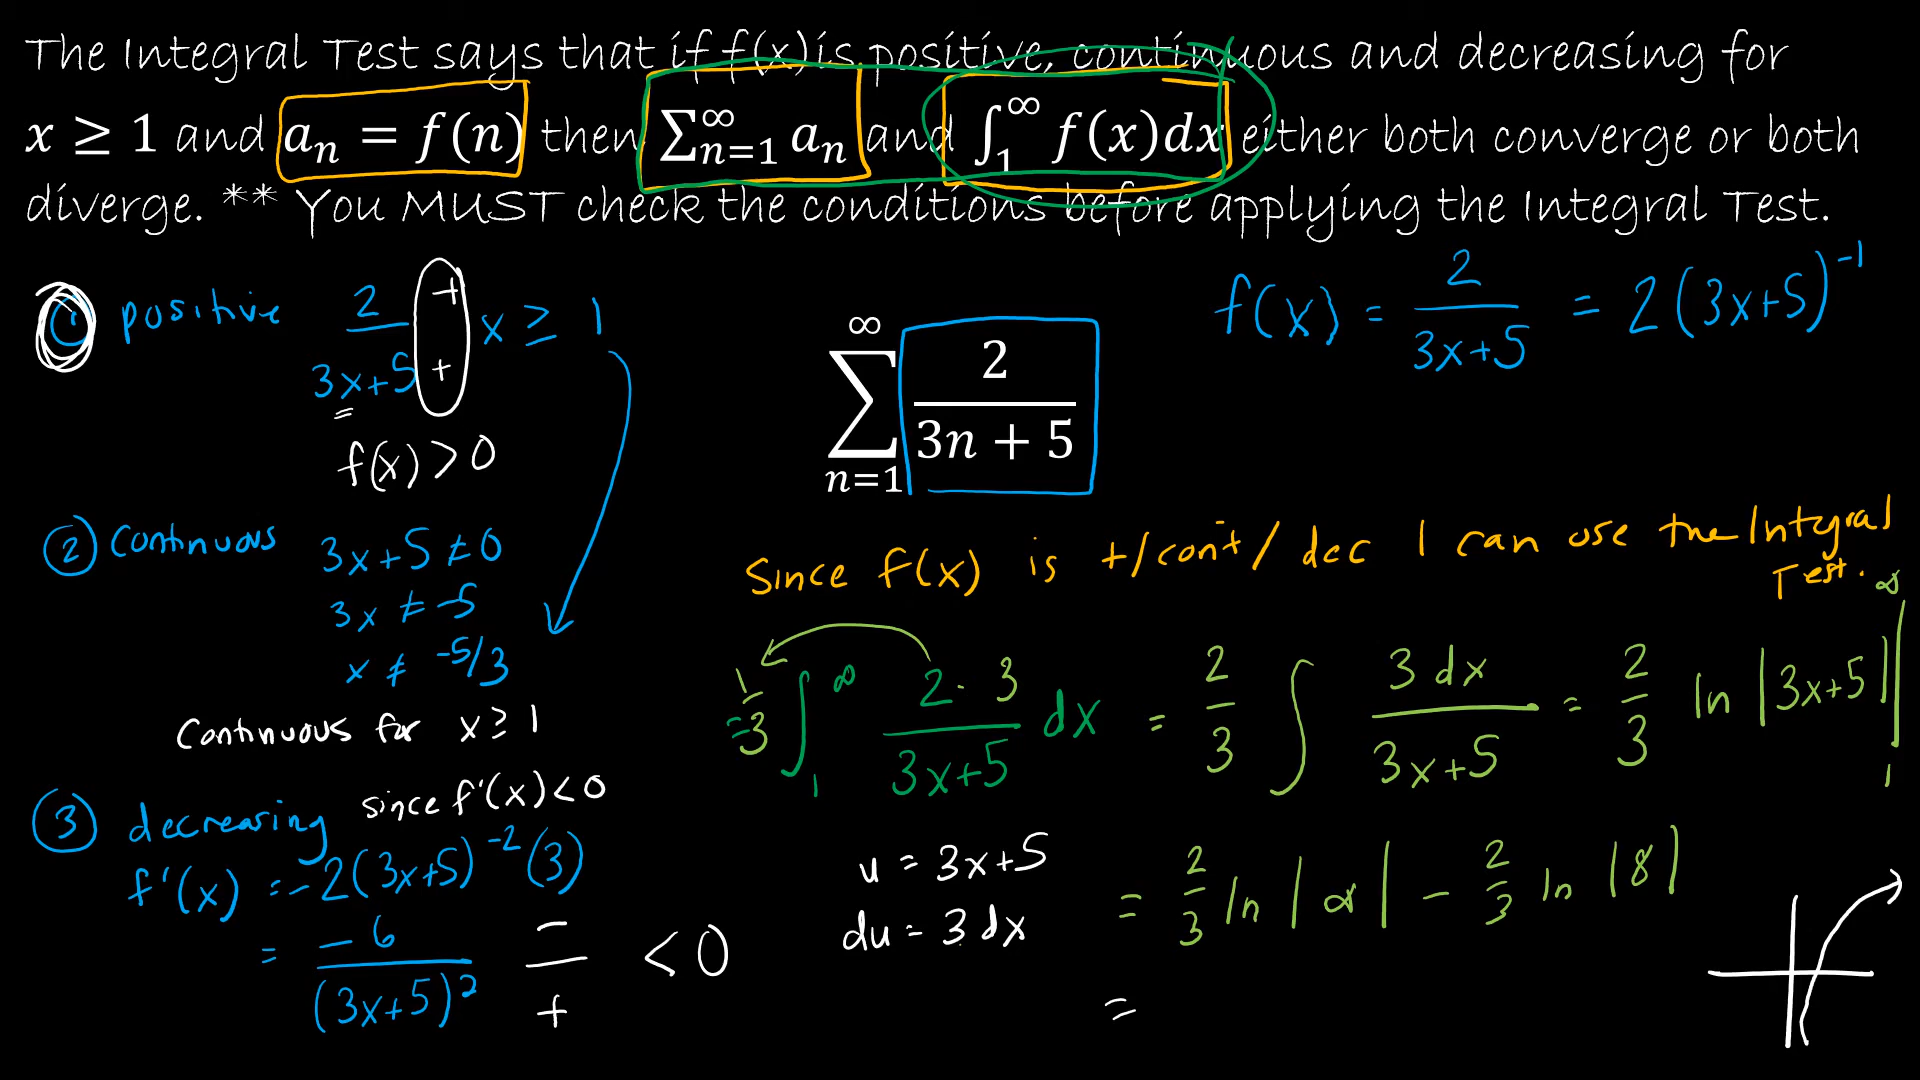 The Integral Test says that if f(x) is positive, continuous and decreasing for
x ≥ 1 and aₙ = f(n) then ∑ₙ₌₁^∞ aₙ and ∫₁^∞ f(x)dx either both converge or both
diverge. ** You MUST check the conditions before applying the Integral Test.
① positive 2/(3x+5) + + x ≥ 1
f(x) > 0
∑ₙ₌₁^∞ 2/(3n + 5)
f(x) = 2/(3x+5) = 2(3x+5)⁻¹
② Continuous 3x+5 ≠ 0
3x ≠ -5
x ≠ -5/3
Continuous for x ≥ 1
③ decreasing since f'(x) < 0
f'(x) = -2(3x+5)⁻²(3)
= -6/(3x+5)² -/+ < 0
Since f(x) is +/cont/dec I can use the Integral
Test.
= 1/3 ∫₁^∞ 2·3/(3x+5) dx = 2/3 ∫ 3dx/(3x+5) = 2/3 ln|3x+5| |₁^∞
u = 3x+5
du = 3dx
= 2/3 ln|∞| - 2/3 ln|8|
=